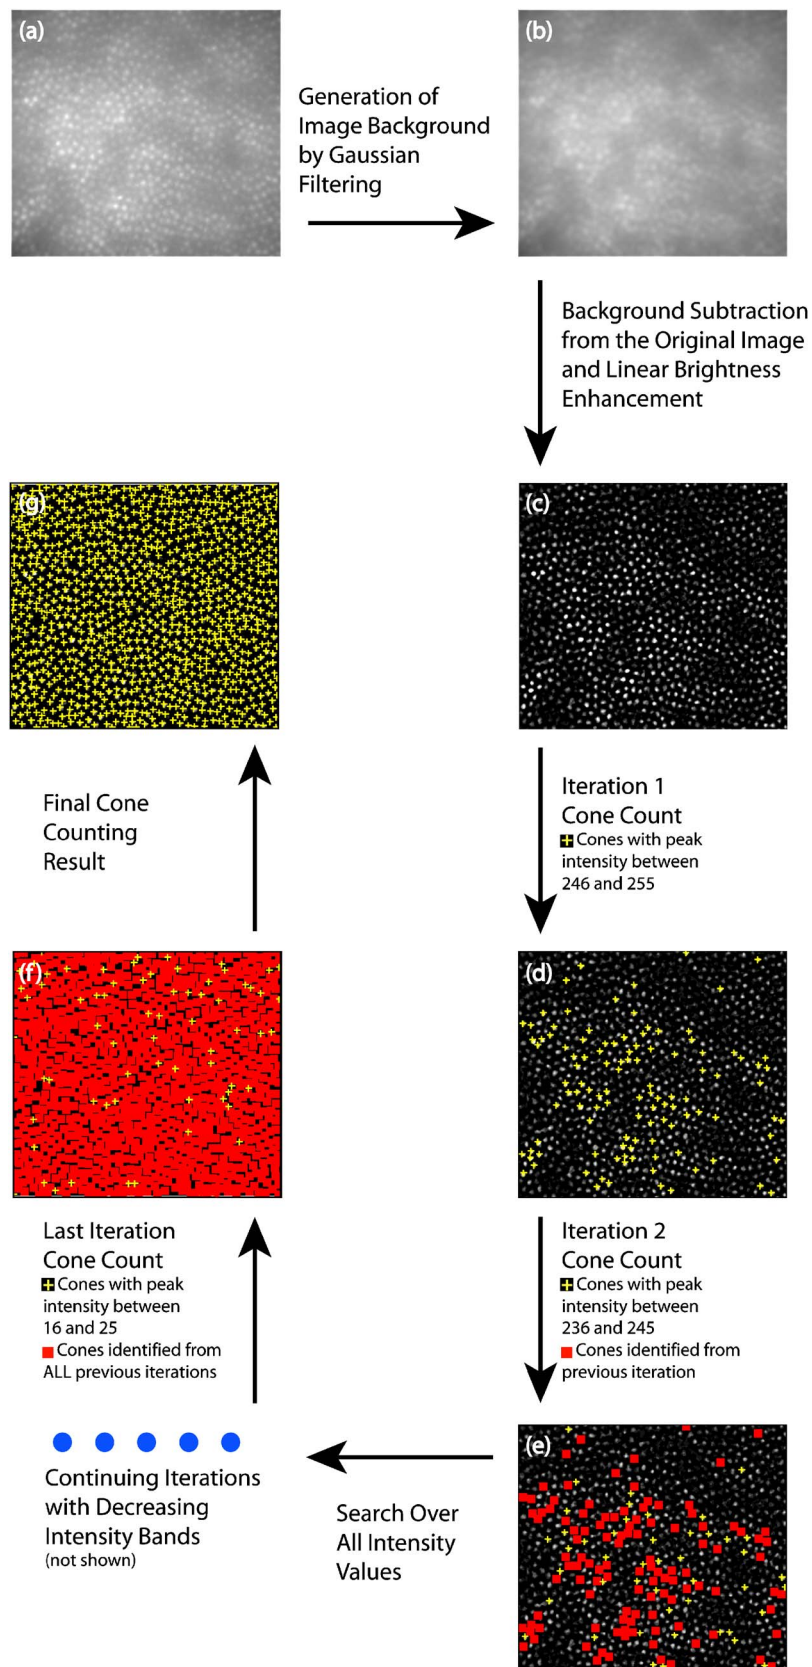 (a)
Generation of
Image Background
by Gaussian
Filtering
(b)
Background Subtraction
from the Original Image
and Linear Brightness
Enhancement
(c)
Iteration 1
Cone Count
Cones with peak
intensity between
246 and 255
(d)
Iteration 2
Cone Count
Cones with peak
intensity between
236 and 245
Cones identified from
previous iteration
(e)
Search Over
All Intensity
Values
Continuing Iterations
with Decreasing
Intensity Bands
(not shown)
Last Iteration
Cone Count
Cones with peak
intensity between
16 and 25
Cones identified from
ALL previous iterations
(f)
Final Cone
Counting
Result
(g)